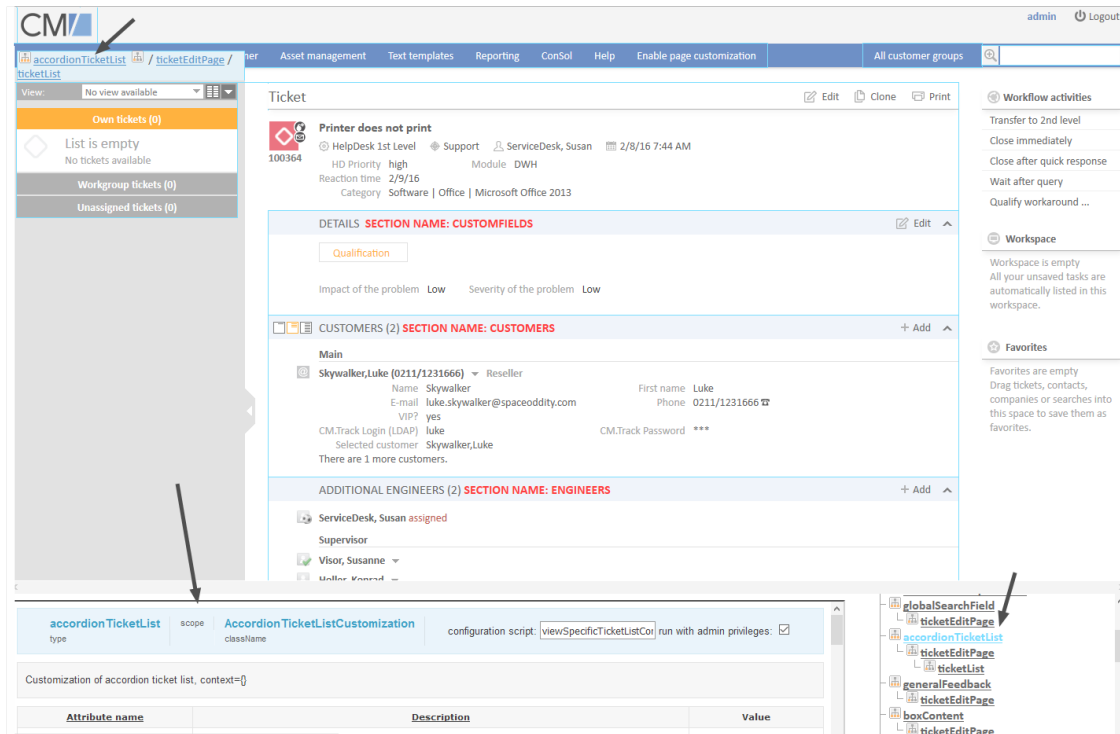 CM/
admin Logout
accordionTicketList / ticketEditPage /
ticketList
ner Asset management Text templates Reporting ConSol Help Enable page customization All customer groups
View: No view available
Own tickets (0)
List is empty
No tickets available
Workgroup tickets (0)
Unassigned tickets (0)
Ticket Edit Clone Print
Printer does not print
HelpDesk 1st Level Support ServiceDesk, Susan 2/8/16 7:44 AM
100364
HD Priority high Module DWH
Reaction time 2/9/16
Category Software | Office | Microsoft Office 2013
DETAILS SECTION NAME: CUSTOMFIELDS Edit
Qualification
Impact of the problem Low Severity of the problem Low
CUSTOMERS (2) SECTION NAME: CUSTOMERS + Add
Main
Skywalker,Luke (0211/1231666) Reseller
Name Skywalker First name Luke
E-mail luke.skywalker@spaceoddity.com Phone 0211/1231666
VIP? yes
CM.Track Login (LDAP) luke CM.Track Password ***
Selected customer Skywalker,Luke
There are 1 more customers.
ADDITIONAL ENGINEERS (2) SECTION NAME: ENGINEERS + Add
ServiceDesk, Susan assigned
Supervisor
Visor, Susanne
Holler, Konrad
Workflow activities
Transfer to 2nd level
Close immediately
Close after quick response
Wait after query
Qualify workaround ...
Workspace
Workspace is empty
All your unsaved tasks are
automatically listed in this
workspace.
Favorites
Favorites are empty
Drag tickets, contacts,
companies or searches into
this space to save them as
favorites.
accordionTicketList scope AccordionTicketListCustomization
type className
configuration script: viewSpecificTicketListCor run with admin privileges:
Customization of accordion ticket list, context={}
Attribute name Description Value
globalSearchField
ticketEditPage
accordionTicketList
ticketEditPage
ticketList
generalFeedback
ticketEditPage
boxContent
ticketEditPage